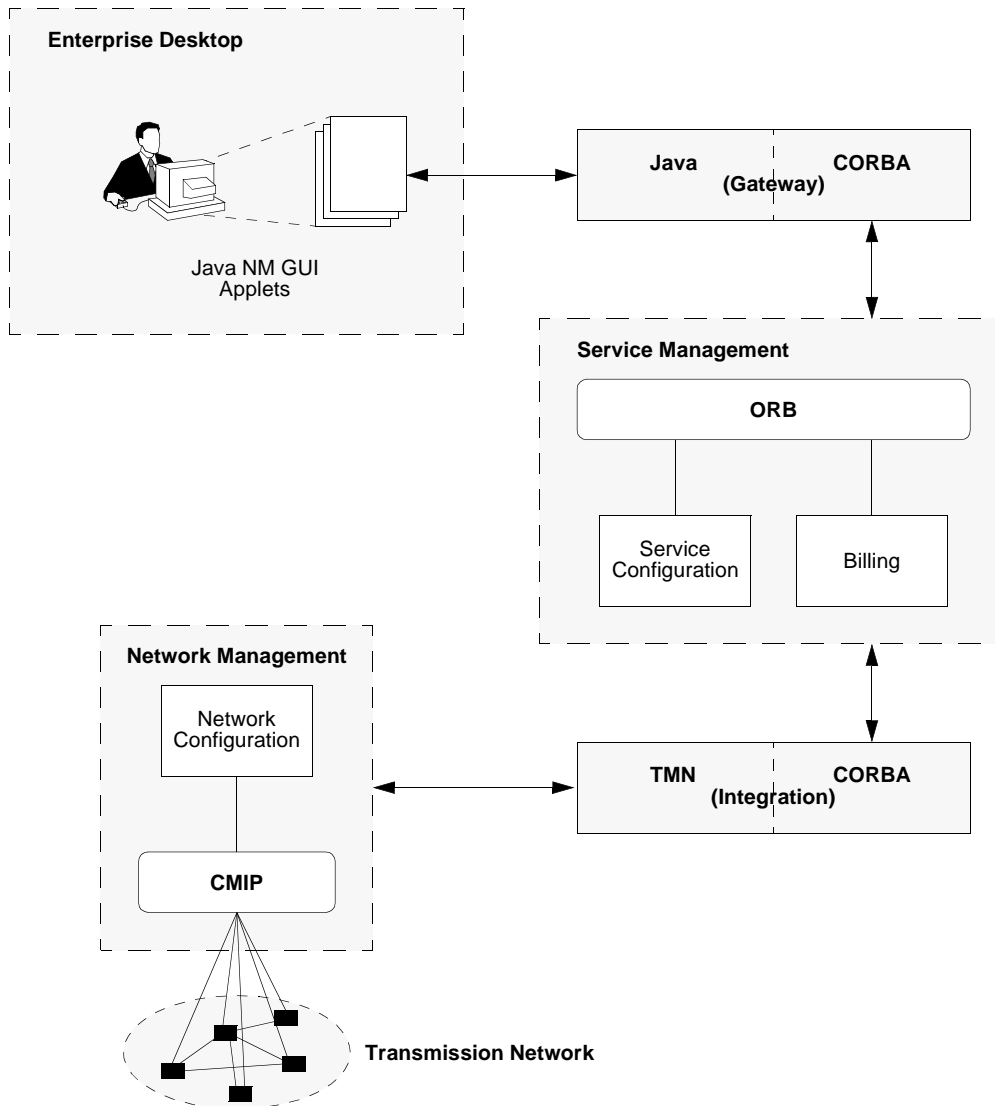 Enterprise Desktop
Java NM GUI
Applets
Java CORBA
(Gateway)
Service Management
ORB
Service
Configuration
Billing
Network Management
Network
Configuration
CMIP
TMN CORBA
(Integration)
Transmission Network